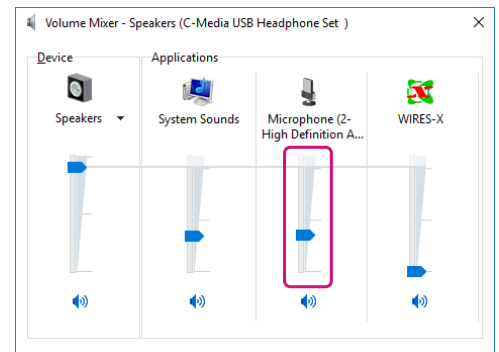 Volume Mixer - Speakers (C-Media USB Headphone Set )
Device
Applications
Speakers
System Sounds
Microphone (2-
High Definition A...
WIRES-X